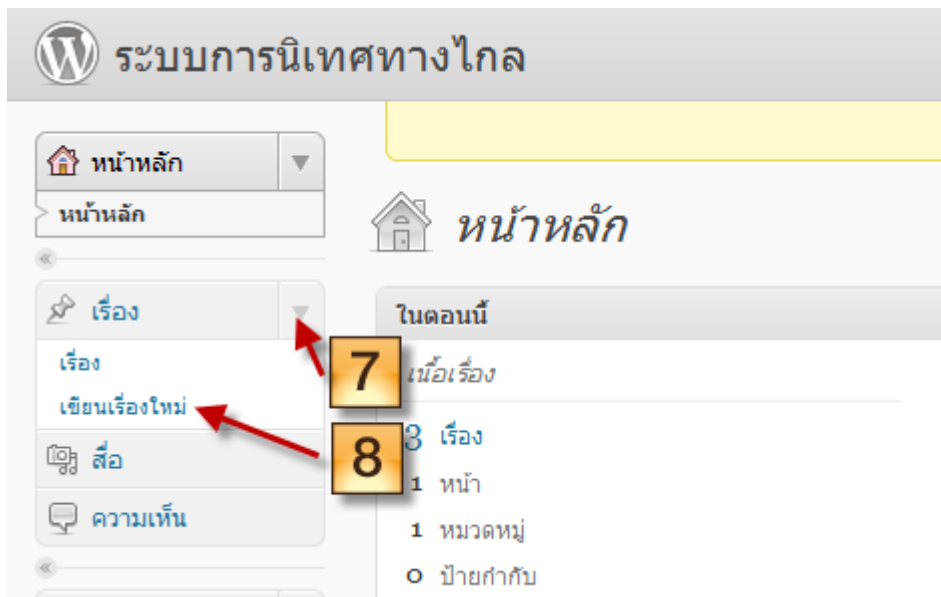 ระบบการนิเทศทางไกล
หน้าหลัก
หน้าหลัก
เรื่อง
เรื่อง
เขียนเรื่องใหม่
สื่อ
ความเห็น
หน้าหลัก
ในตอนนี้
เนื้อเรื่อง
3 เรื่อง
1 หน้า
1 หมวดหมู่
0 ป้ายกำกับ
7
8